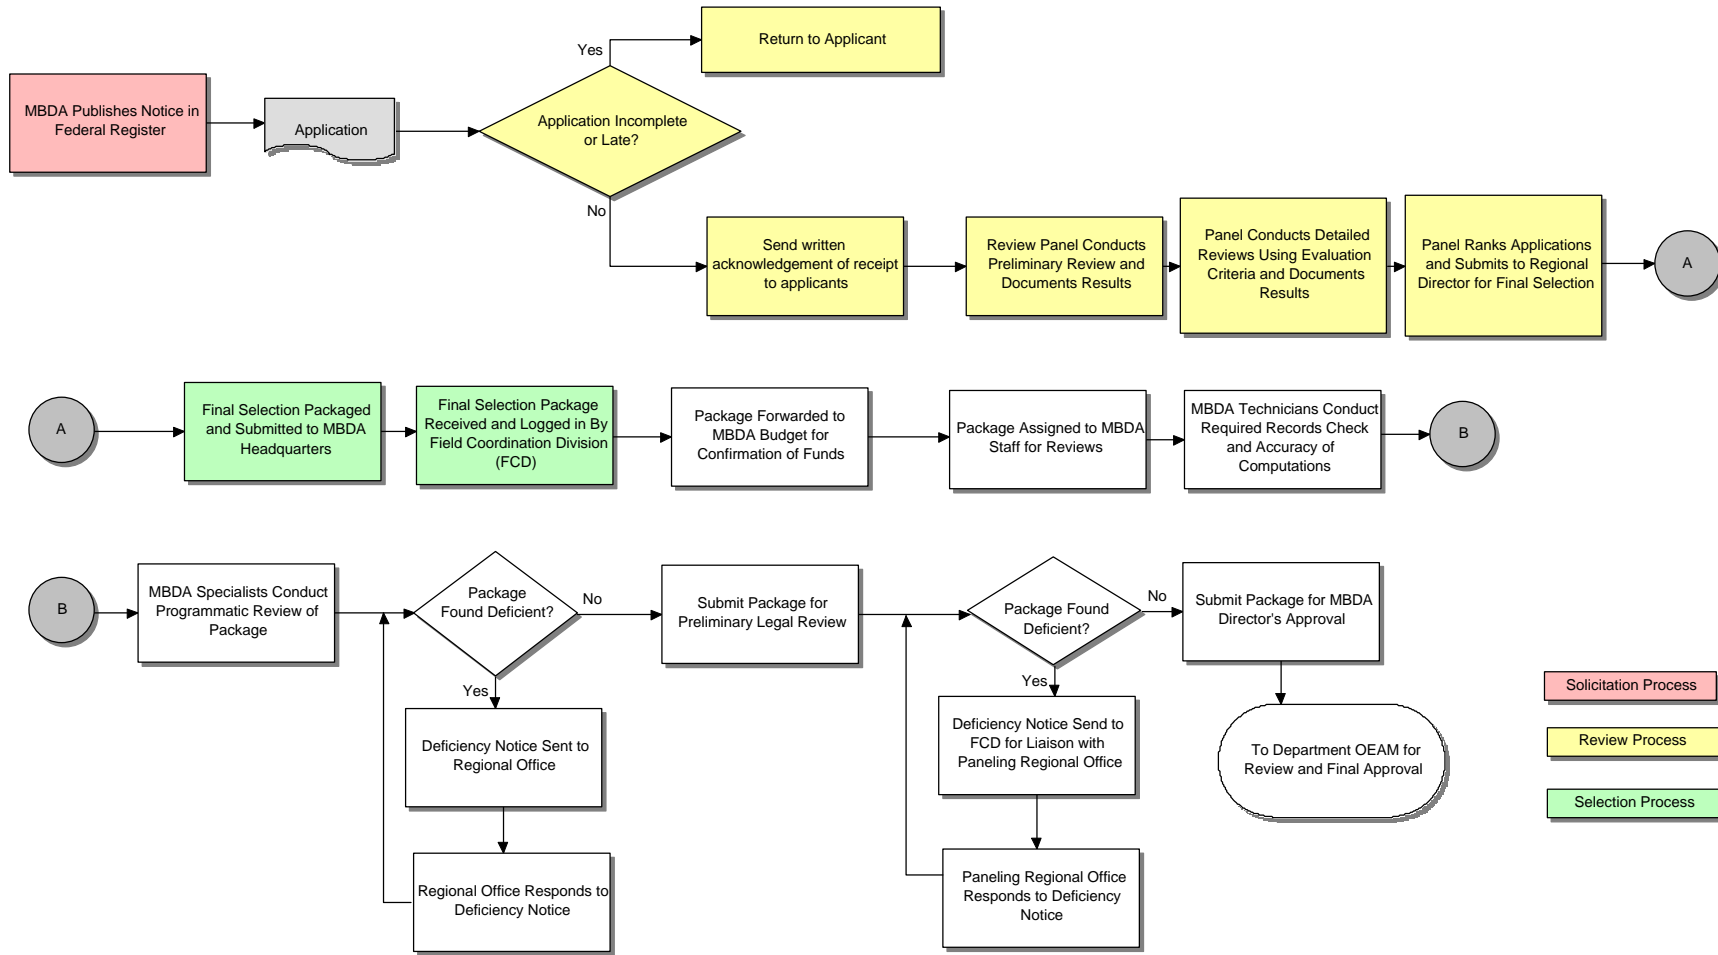 Return to Applicant
Yes
MBDA Publishes Notice in
Federal Register
Application
Application Incomplete
or Late?
No
Send written
acknowledgement of receipt
to applicants
Review Panel Conducts
Preliminary Review and
Documents Results
Panel Conducts Detailed
Reviews Using Evaluation
Criteria and Documents
Results
Panel Ranks Applications
and Submits to Regional
Director for Final Selection
A
A
Final Selection Packaged
and Submitted to MBDA
Headquarters
Final Selection Package
Received and Logged in By
Field Coordination Division
(FCD)
Package Forwarded to
MBDA Budget for
Confirmation of Funds
Package Assigned to MBDA
Staff for Reviews
MBDA Technicians Conduct
Required Records Check
and Accuracy of
Computations
B
B
MBDA Specialists Conduct
Programmatic Review of
Package
Package
Found Deficient?
No
Submit Package for
Preliminary Legal Review
Package Found
Deficient?
No
Submit Package for MBDA
Director's Approval
Yes
Deficiency Notice Sent to
Regional Office
Regional Office Responds to
Deficiency Notice
Yes
Deficiency Notice Send to
FCD for Liaison with
Paneling Regional Office
Paneling Regional Office
Responds to Deficiency
Notice
To Department OEAM for
Review and Final Approval
Solicitation Process
Review Process
Selection Process